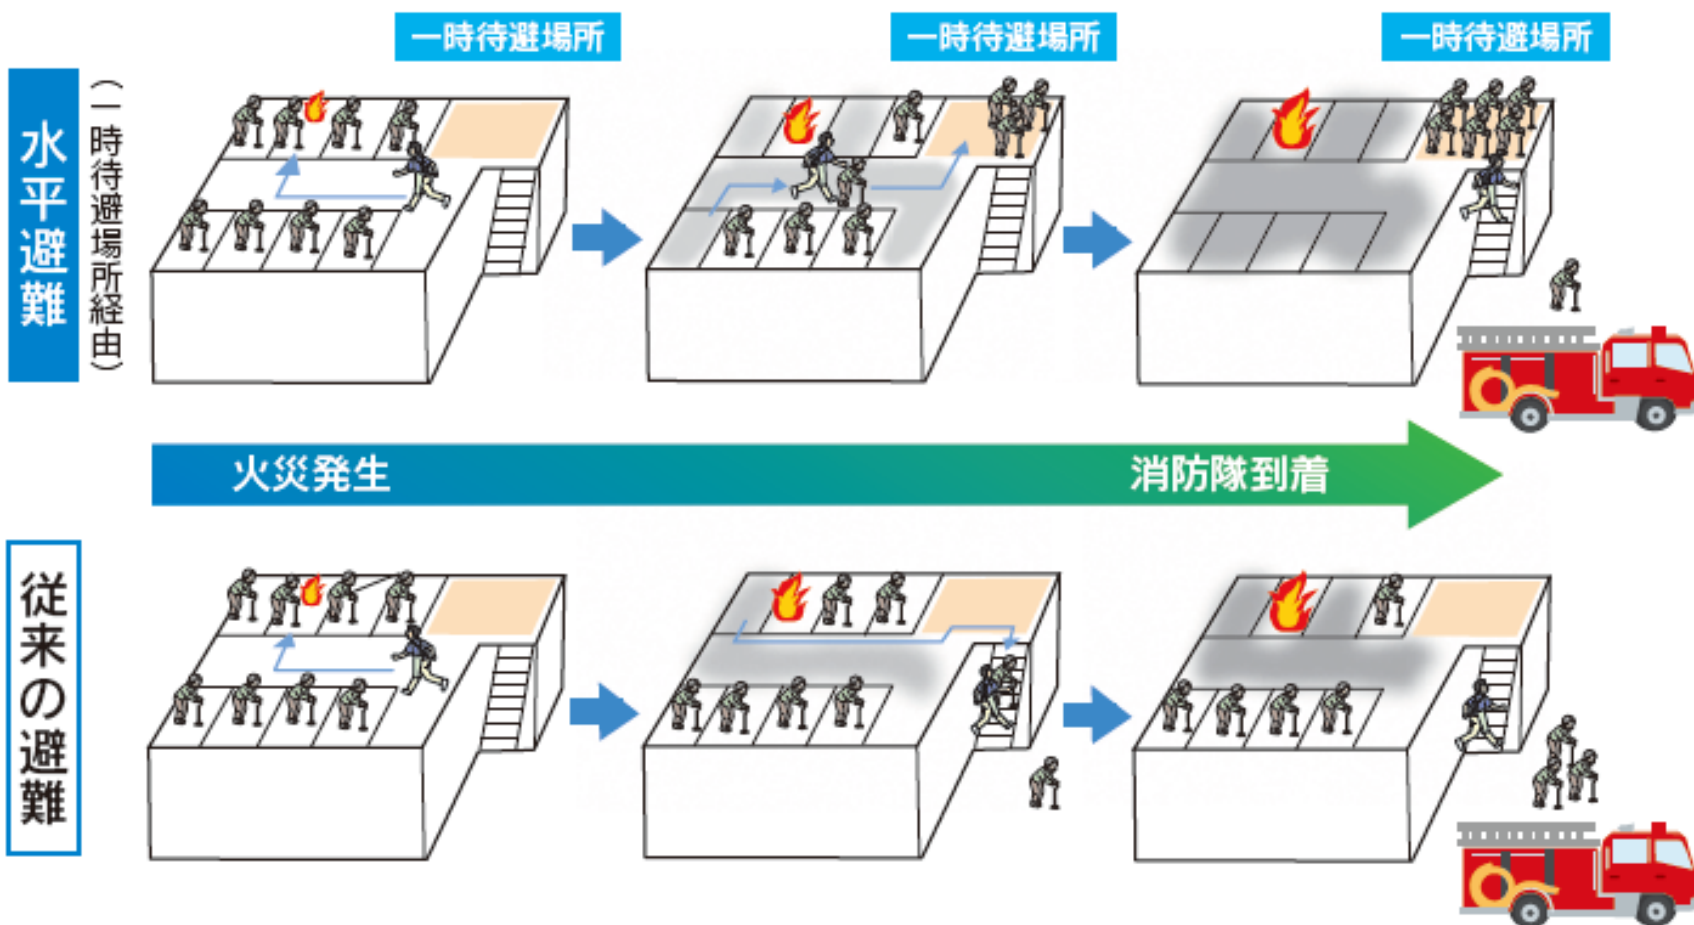 一時待避場所
一時待避場所
一時待避場所
水平避難
(一時待避場所経由)
火災発生
消防隊到着
従来の避難